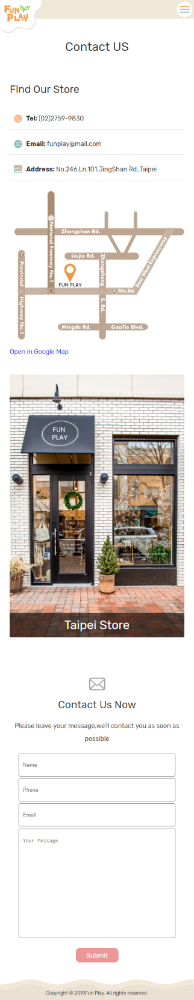 FUN
PLAY
Contact US
Find Our Store
Tel: (02)2759-9830
Email: funplay@mail.com
Address: No.246,Ln.101,JingShan Rd.,Taipei
National Freeway No.1
Zhongshan Rd.
Liujia Rd.
Zhongzheng S. Rd.
East West Expressway
Provincial Highway No.1
FUN PLAY
No.86
Mingde Rd.
GaoTie Blvd.
Open in Google Map
FUN
PLAY
Taipei Store
Contact Us Now
Please leave your message,we'll contact you as soon as
possible
Name
Phone
Email
Your Message
Submit
Copyright © 2019Fun Play. All rights reserved.